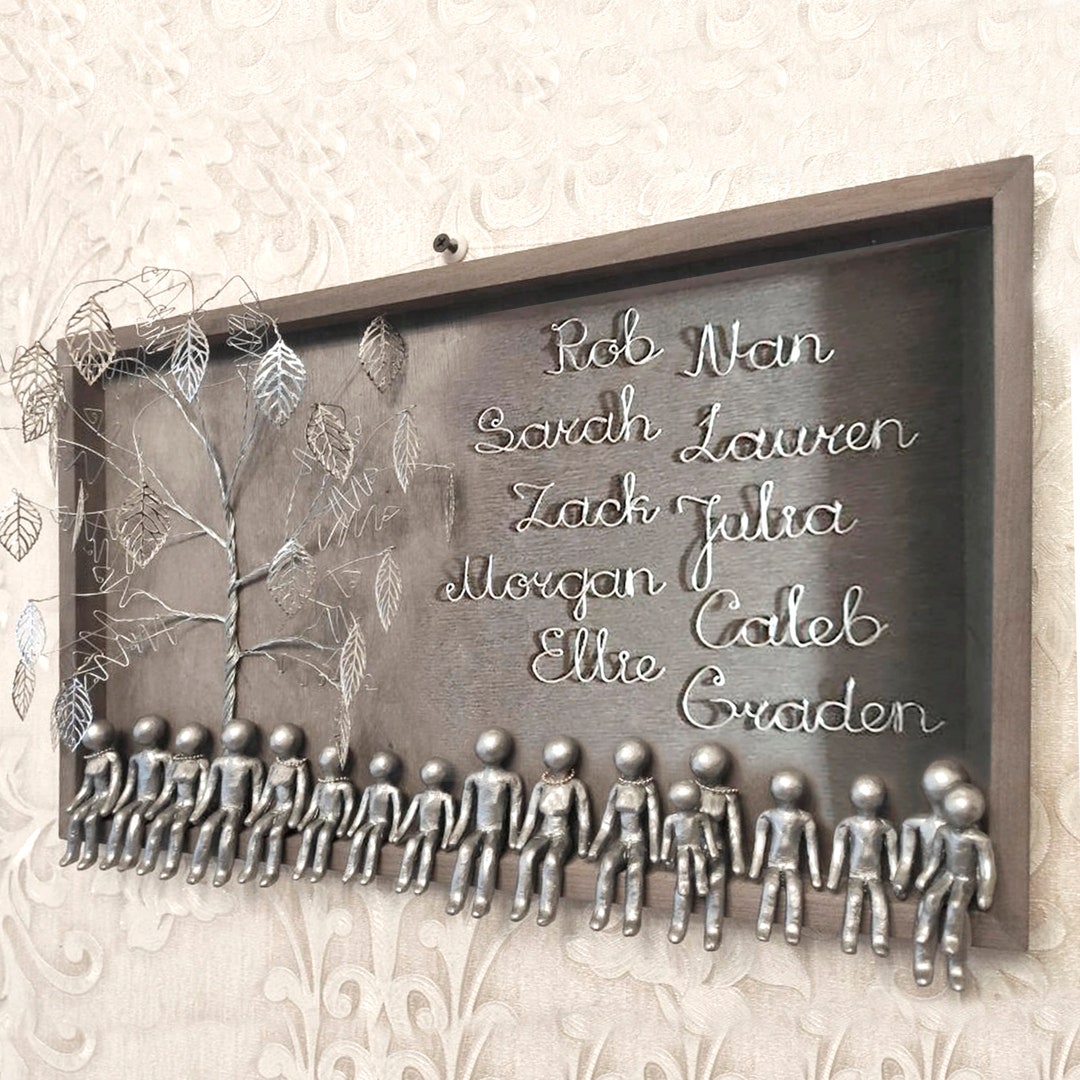 Rob Nan
Sarah Lauren
Zack Julia
Morgan Caleb
Ellie Graden